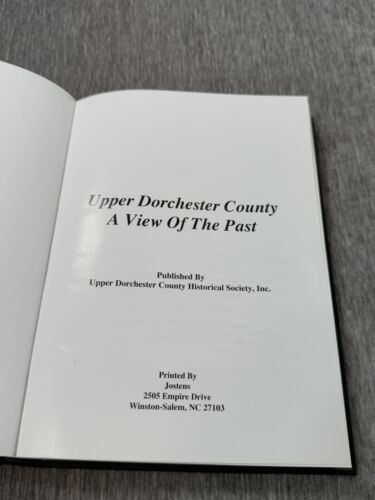 Upper Dorchester County
A View Of The Past
Published By
Upper Dorchester County Historical Society, Inc.
Printed By
Jostens
2505 Empire Drive
Winston-Salem, NC 27103